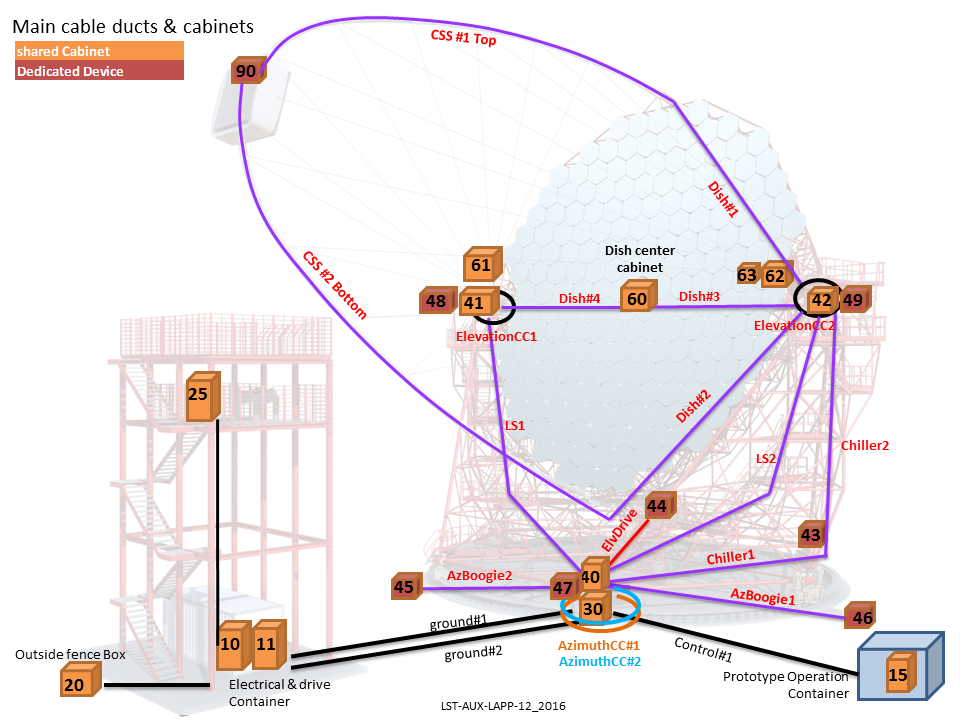 Main cable ducts & cabinets
shared Cabinet
Dedicated Device
CSS #1 Top
90
Dish#1
CSS #2 Bottom
61
Dish center
cabinet
63
62
48
41
Dish#4
60
Dish#3
42
49
ElevationCC1
ElevationCC2
25
Dish#2
LS1
LS2
Chiller2
44
ElvDrive
43
Chiller1
AzBoogie2
45
47
40
AzBoogie1
30
46
ground#1
10
11
ground#2
AzimuthCC#1
AzimuthCC#2
Control#1
Outside fence Box
20
Electrical & drive
Container
Prototype Operation
Container
15
LST-AUX-LAPP-12_2016